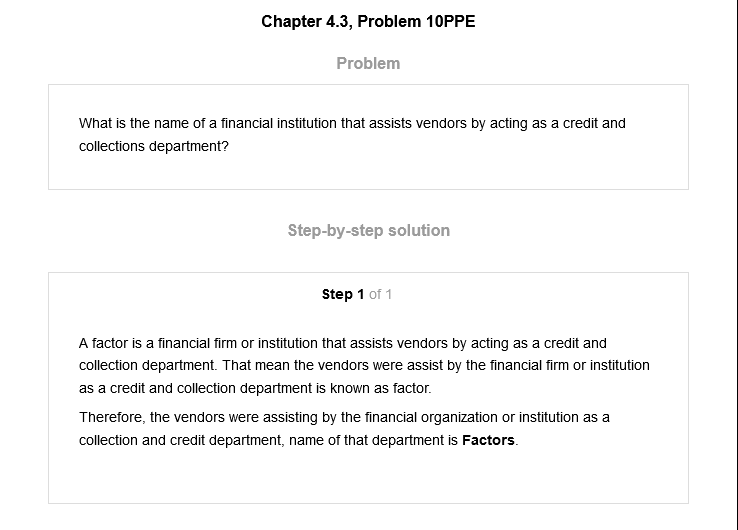 Chapter 4.3, Problem 10PPE
Problem
What is the name of a financial institution that assists vendors by acting as a credit and
collections department?
Step-by-step solution
Step 1 of 1
A factor is a financial firm or institution that assists vendors by acting as a credit and
collection department. That mean the vendors were assist by the financial firm or institution
as a credit and collection department is known as factor.
Therefore, the vendors were assisting by the financial organization or institution as a
collection and credit department, name of that department is Factors.